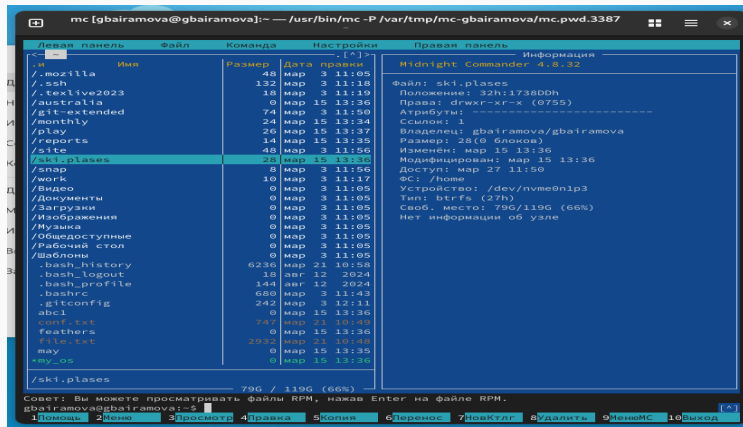 mc [gbairamova@gbairamova]:~ — /usr/bin/mc -P /var/tmp/mc-gbairamova/mc.pwd.3387
Левая панель Файл Команда Настройки Правая панель
<— ~ .[^]> Информация
.и Имя Размер Дата правки Midnight Commander 4.8.32
/.mozilla 48 мар 3 11:05
/.ssh 132 мар 3 11:18 Файл: ski.plases
/.texlive2023 18 мар 3 11:19 Положение: 32h:1738DDh
/australia 0 мар 15 13:36 Права: drwxr-xr-x (0755)
/git-extended 74 мар 3 11:50 Атрибуты: ------------------------
/monthly 24 мар 15 13:34 Ссылок: 1
/play 26 мар 15 13:37 Владелец: gbairamova/gbairamova
/reports 14 мар 15 13:35 Размер: 28(0 блоков)
/site 48 мар 3 11:56 Изменён: мар 15 13:36
/ski.plases 28 мар 15 13:36 Модифицирован: мар 15 13:36
/snap 8 мар 3 11:56 Доступ: мар 27 11:50
/work 10 мар 3 11:17 ФС: /home
/Видео 0 мар 3 11:05 Устройство: /dev/nvme0n1p3
/Документы 0 мар 3 11:05 Тип: btrfs (27h)
/Загрузки 0 мар 3 11:05 Своб. место: 79G/119G (66%)
/Изображения 0 мар 3 11:05 Нет информации об узле
/Музыка 0 мар 3 11:05
/Общедоступные 0 мар 3 11:05
/Рабочий стол 0 мар 3 11:05
/Шаблоны 0 мар 3 11:05
.bash_history 6236 мар 21 10:58
.bash_logout 18 авг 12 2024
.bash_profile 144 авг 12 2024
.bashrc 680 мар 3 11:43
.gitconfig 242 мар 3 12:11
abc1 0 мар 15 13:36
conf.txt 747 мар 21 10:49
feathers 0 мар 15 13:36
file.txt 2932 мар 21 10:48
may 0 мар 15 13:35
*my_os 0 мар 15 13:36
/ski.plases
79G / 119G (66%)
Совет: Вы можете просматривать файлы RPM, нажав Enter на файле RPM.
gbairamova@gbairamova:~$ [^]
1Помощь 2Меню 3Просмотр 4Правка 5Копия 6Перенос 7НовКтлг 8Удалить 9МенюMC 10Выход